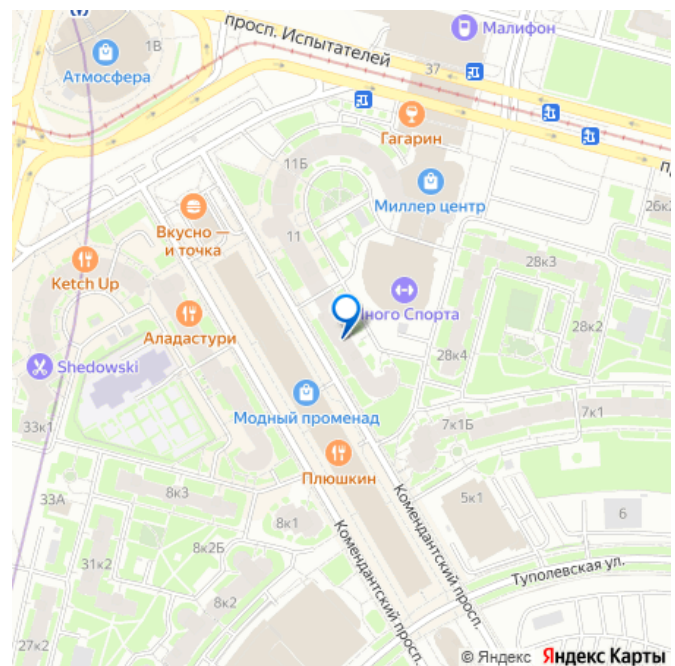 просп. Испытателей
Малифон
1В
37
Атмосфера
Гагарин
11Б
Миллер центр
26к2
Вкусно —
и точка
11
28к3
Ketch Up
ного Спорта
Аладастури
28к2
28к4
Shedowski
Модный променад
7к1
7к1Б
33к1
Плюшкин
8к3
33А
5к1
6
8к1
Комендантский просп.
Комендантский просп.
8к2Б
31к2
Туполевская ул.
8к2
27к2
© Яндекс Яндекс Карты